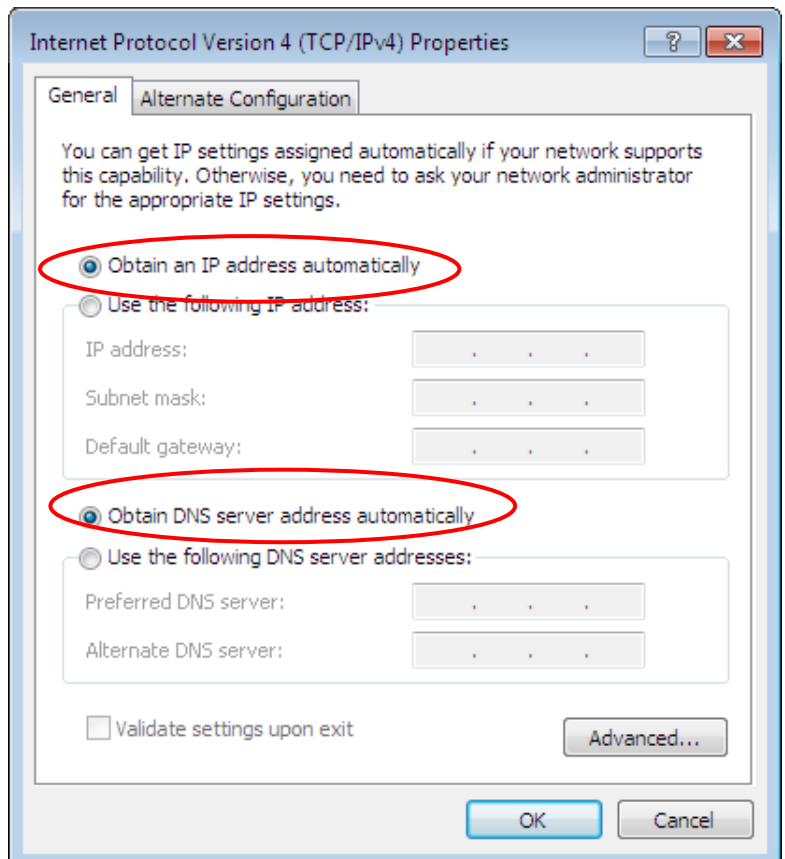 Internet Protocol Version 4 (TCP/IPv4) Properties
General
Alternate Configuration
You can get IP settings assigned automatically if your network supports
this capability. Otherwise, you need to ask your network administrator
for the appropriate IP settings.
Obtain an IP address automatically
Use the following IP address:
IP address:
Subnet mask:
Default gateway:
Obtain DNS server address automatically
Use the following DNS server addresses:
Preferred DNS server:
Alternate DNS server:
Validate settings upon exit
Advanced...
OK
Cancel